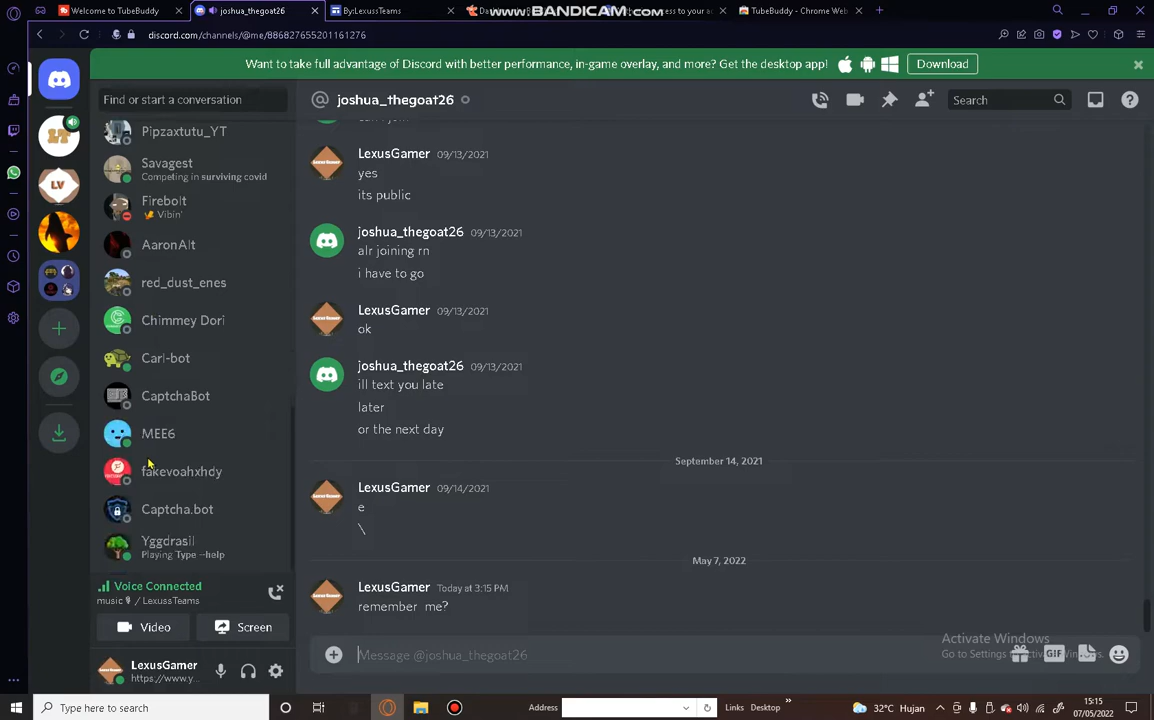 www.BANDICAM.com
Welcome to TubeBuddy
joshua_thegoat26
By:LexussTeams
TubeBuddy - Chrome Web
discord.com/channels/@me/886827655201161276
Want to take full advantage of Discord with better performance, in-game overlay, and more? Get the desktop app!
Download
Find or start a conversation
joshua_thegoat26
Search
Pipzaxtutu_YT
Savagest
Competing in surviving covid
Firebolt
Vibin'
AaronAlt
red_dust_enes
Chimmey Dori
Carl-bot
CaptchaBot
MEE6
fakevoahxhdy
Captcha.bot
Yggdrasil
Playing Type --help
Voice Connected
music / LexussTeams
Video
Screen
LexusGamer
https://www.y...
LexusGamer 09/13/2021
yes
its public
joshua_thegoat26 09/13/2021
alr joining rn
i have to go
LexusGamer 09/13/2021
ok
joshua_thegoat26 09/13/2021
ill text you late
later
or the next day
September 14, 2021
LexusGamer 09/14/2021
e
\
May 7, 2022
LexusGamer Today at 3:15 PM
remember me?
Message @joshua_thegoat26
GIF
Activate Windows
Go to Settings
LV
Type here to search
Address
Links
Desktop
32°C Hujan
15:15
07/05/2022